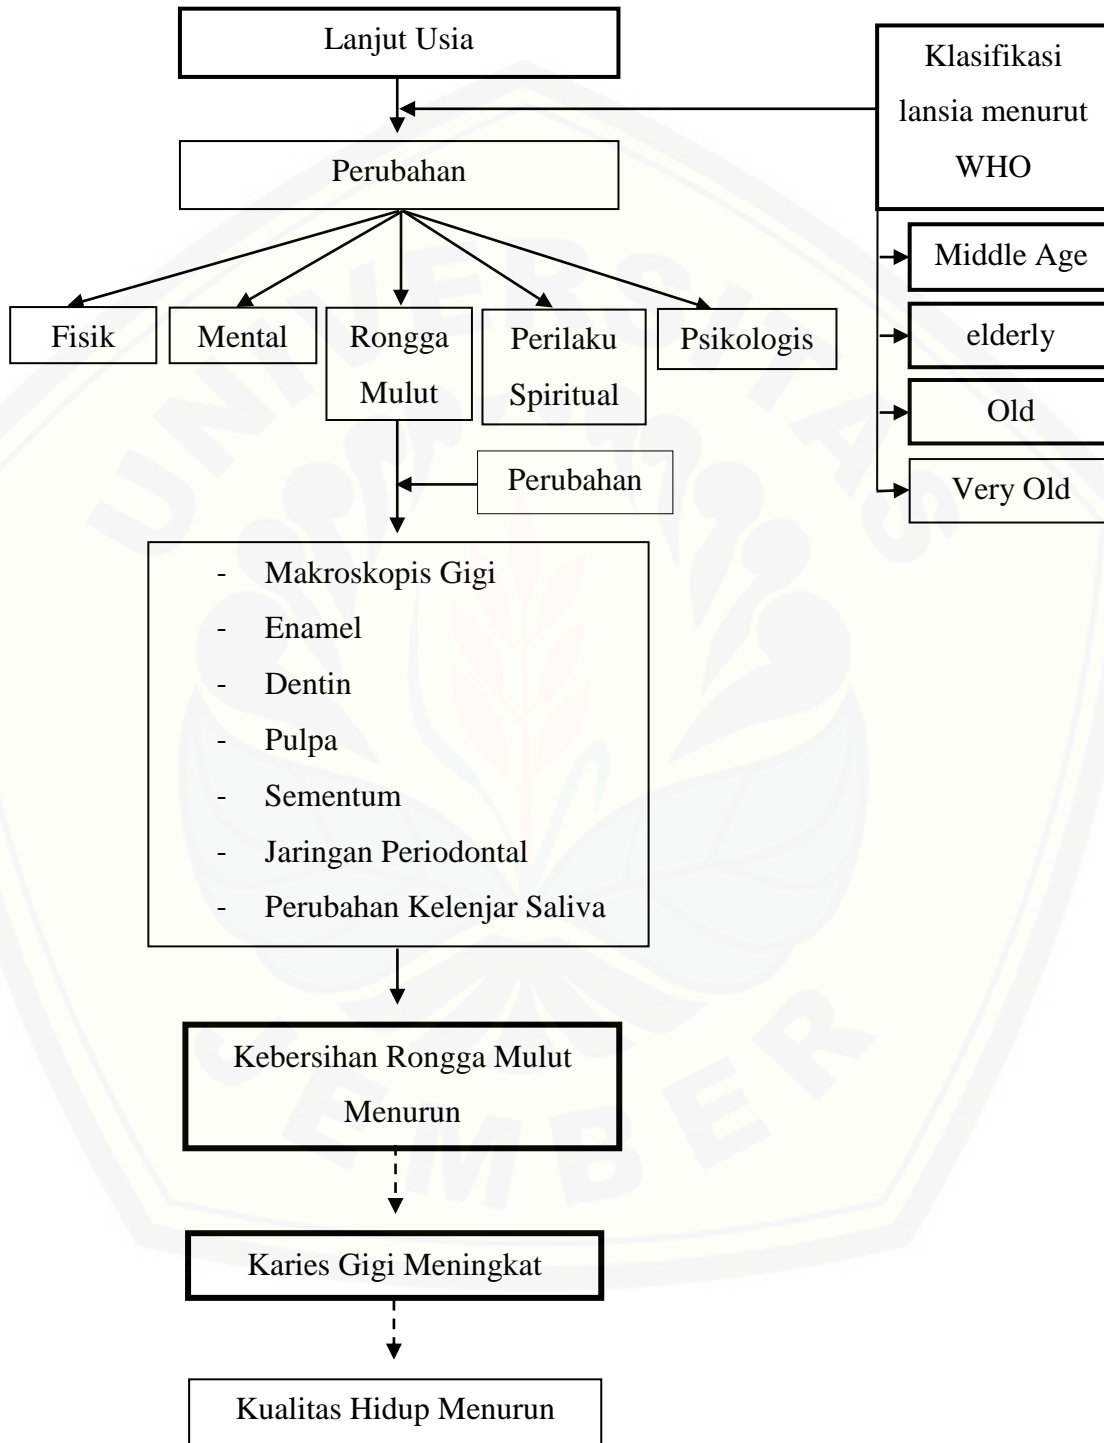 Lanjut Usia
Klasifikasi
lansia menurut
WHO
Perubahan
Middle Age
elderly
Old
Very Old
Fisik
Mental
Rongga
Mulut
Perilaku
Spiritual
Psikologis
Perubahan
- Makroskopis Gigi
- Enamel
- Dentin
- Pulpa
- Sementum
- Jaringan Periodontal
- Perubahan Kelenjar Saliva
Kebersihan Rongga Mulut
Menurun
Karies Gigi Meningkat
Kualitas Hidup Menurun
UNIVERSITAS
JEMBER